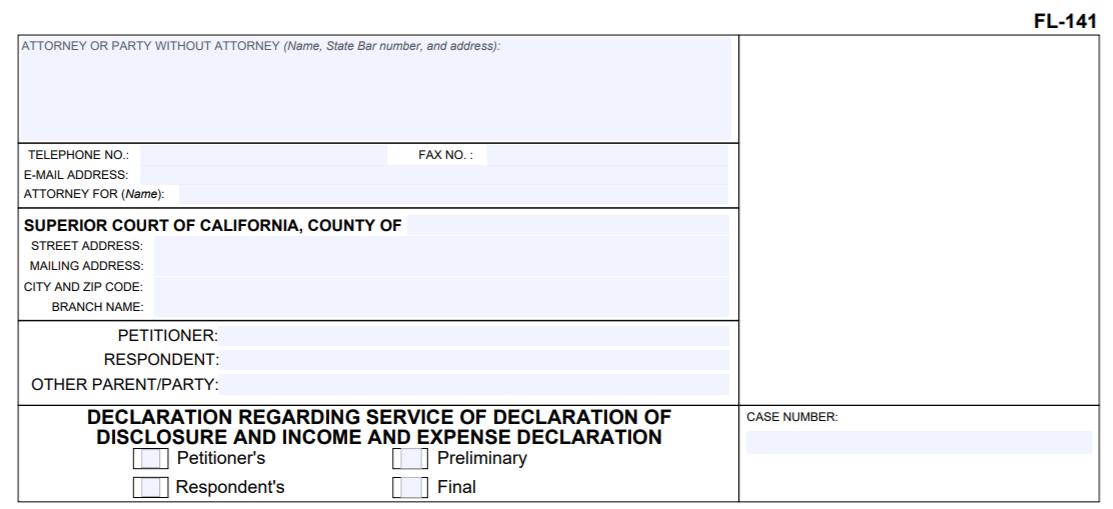 FL-141
ATTORNEY OR PARTY WITHOUT ATTORNEY (Name, State Bar number, and address):
TELEPHONE NO.: FAX NO. :
E-MAIL ADDRESS:
ATTORNEY FOR (Name):
SUPERIOR COURT OF CALIFORNIA, COUNTY OF
STREET ADDRESS:
MAILING ADDRESS:
CITY AND ZIP CODE:
BRANCH NAME:
PETITIONER:
RESPONDENT:
OTHER PARENT/PARTY:
DECLARATION REGARDING SERVICE OF DECLARATION OF
DISCLOSURE AND INCOME AND EXPENSE DECLARATION
Petitioner's Preliminary
Respondent's Final
CASE NUMBER: